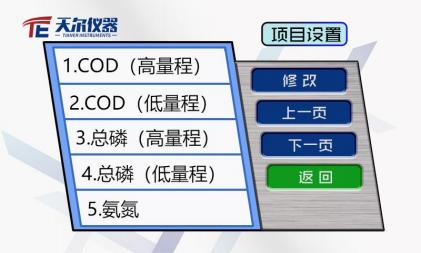 TE 天尔仪器
TIANER INSTRUMENTS
项目设置
1.COD（高量程）
2.COD（低量程）
3.总磷（高量程）
4.总磷（低量程）
5.氨氮
修改
上一页
下一页
返回